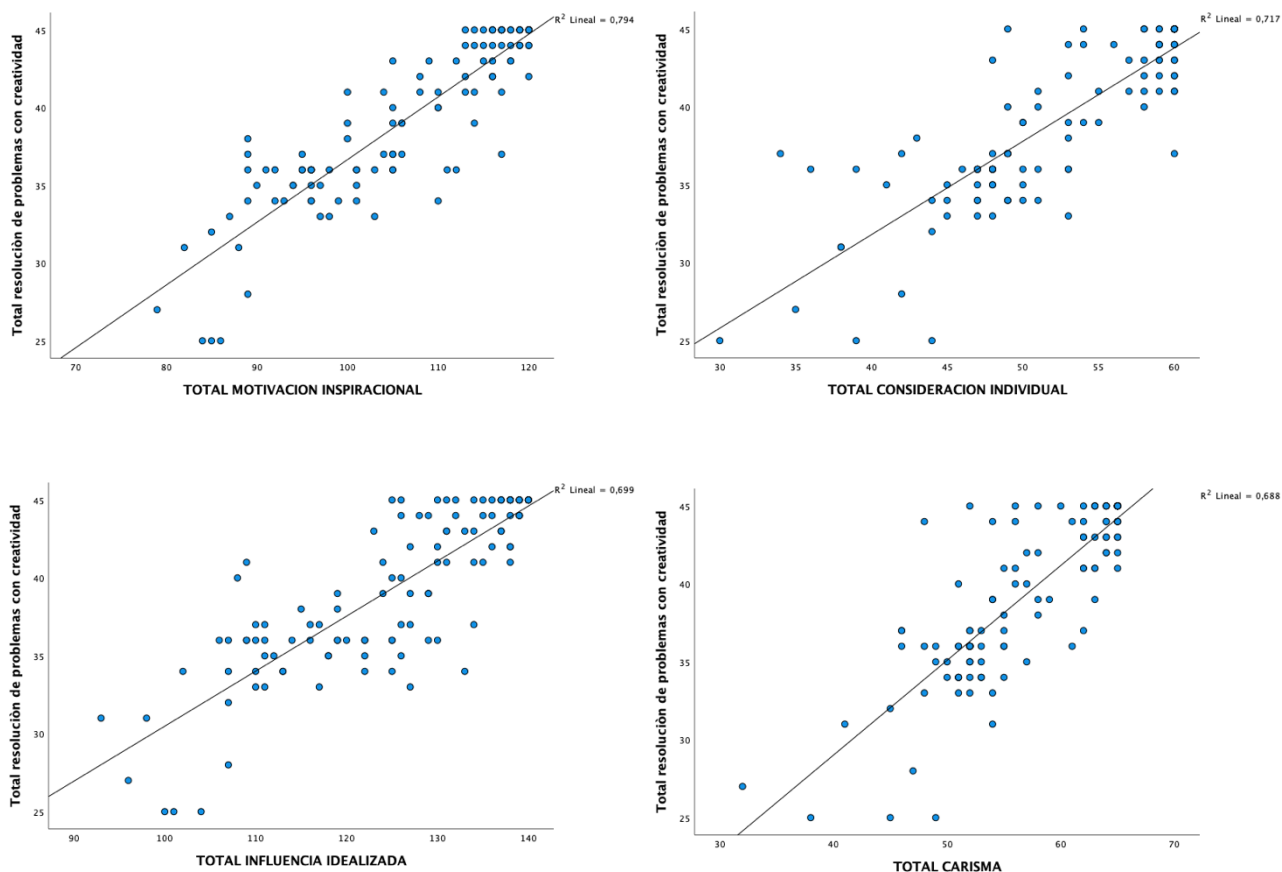 Total resoluciòn de problemas con creatividad
45
40
35
30
25
R² Lineal = 0,794
70 80 90 100 110 120
TOTAL MOTIVACION INSPIRACIONAL
Total resoluciòn de problemas con creatividad
45
40
35
30
25
R² Lineal = 0,717
30 35 40 45 50 55 60
TOTAL CONSIDERACION INDIVIDUAL
Total resoluciòn de problemas con creatividad
45
40
35
30
25
R² Lineal = 0,699
90 100 110 120 130 140
TOTAL INFLUENCIA IDEALIZADA
Total resoluciòn de problemas con creatividad
45
40
35
30
25
R² Lineal = 0,688
30 40 50 60 70
TOTAL CARISMA